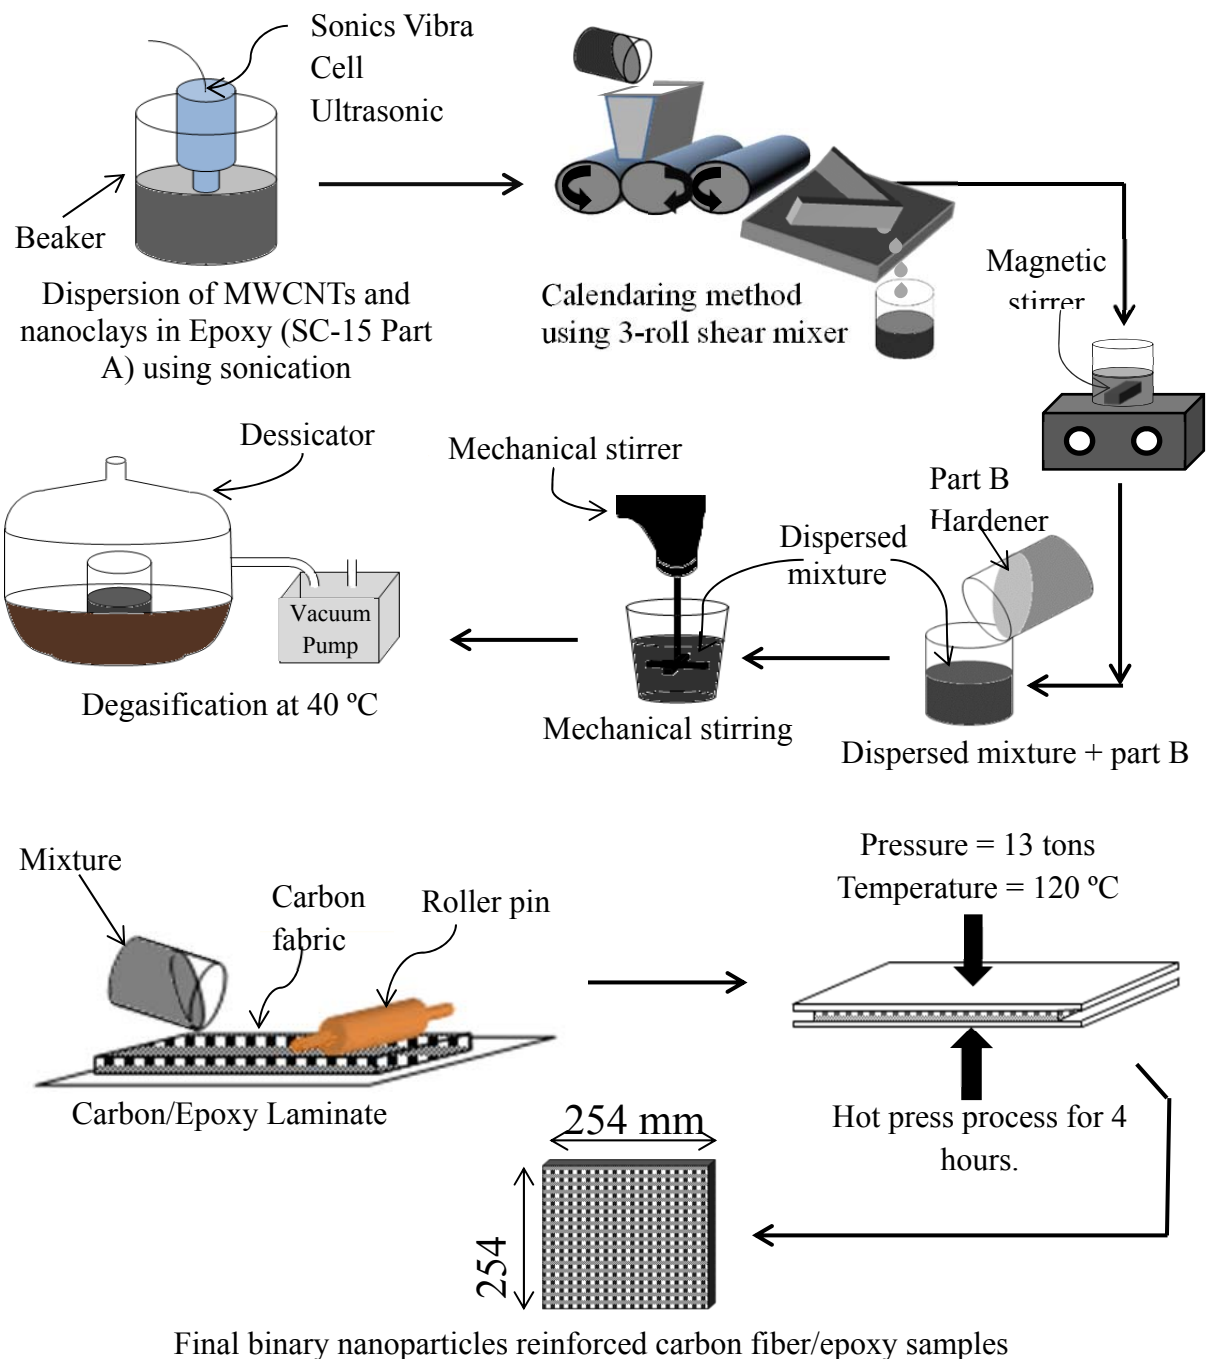 Sonics Vibra
Cell
Ultrasonic
Beaker
Dispersion of MWCNTs and
nanoclays in Epoxy (SC-15 Part
A) using sonication
Calendaring method
using 3-roll shear mixer
Magnetic
stirrer
Dessicator
Vacuum
Pump
Degasification at 40 ºC
Mechanical stirrer
Mechanical stirring
Dispersed
mixture
Part B
Hardener
Dispersed mixture + part B
Mixture
Carbon
fabric
Roller pin
Carbon/Epoxy Laminate
Pressure = 13 tons
Temperature = 120 ºC
Hot press process for 4
hours.
254 mm
254
Final binary nanoparticles reinforced carbon fiber/epoxy samples